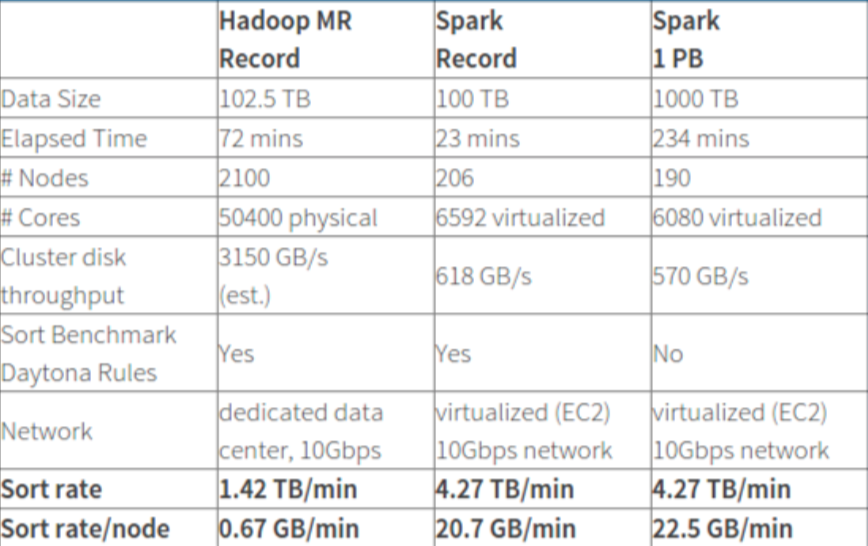 Hadoop MR Record Spark Record Spark 1 PB
Data Size 102.5 TB 100 TB 1000 TB
Elapsed Time 72 mins 23 mins 234 mins
# Nodes 2100 206 190
# Cores 50400 physical 6592 virtualized 6080 virtualized
Cluster disk throughput 3150 GB/s (est.) 618 GB/s 570 GB/s
Sort Benchmark Daytona Rules Yes Yes No
Network dedicated data center, 10Gbps virtualized (EC2) 10Gbps network virtualized (EC2) 10Gbps network
Sort rate 1.42 TB/min 4.27 TB/min 4.27 TB/min
Sort rate/node 0.67 GB/min 20.7 GB/min 22.5 GB/min